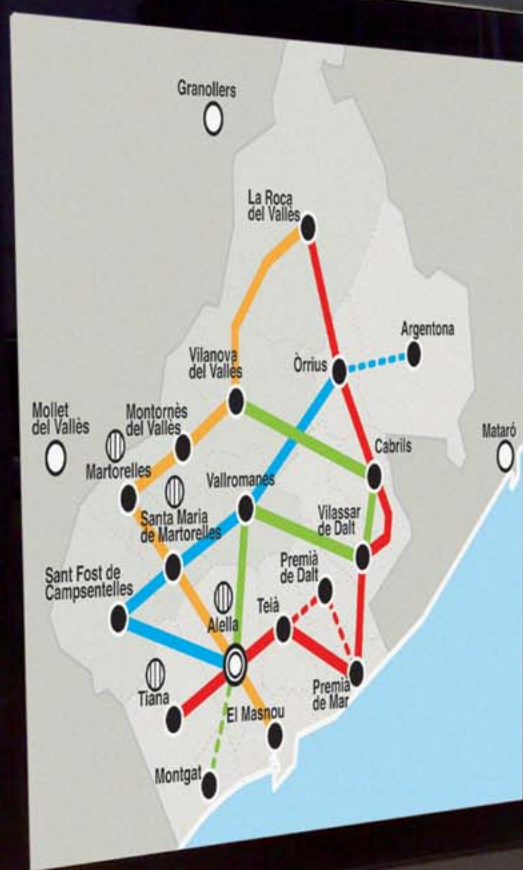 Granollers
La Roca
del Vallès
Argentona
Òrrius
Vilanova
del Vallès
Mollet
del Vallès
Montornès
del Vallès
Mataró
Cabrils
Martorelles
Vallromanes
Santa Maria
de Martorelles
Vilassar
de Dalt
Premià
de Dalt
Sant Fost de
Campsentelles
Alella
Teià
Tiana
Premià
de Mar
El Masnou
Montgat